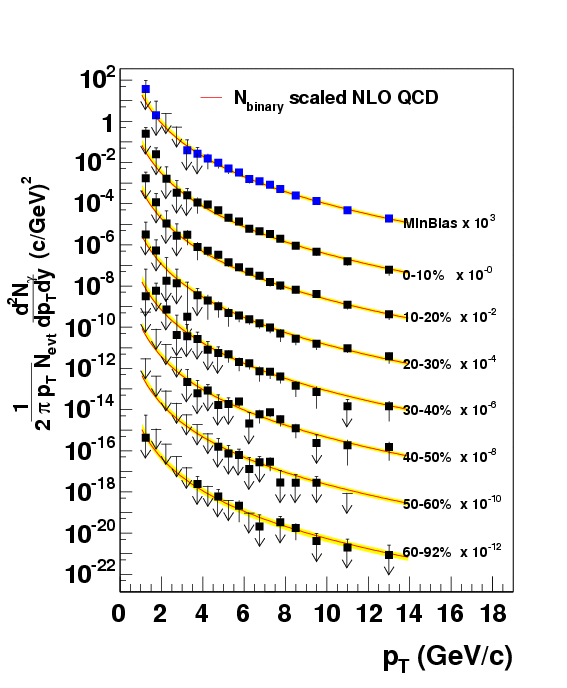 10^2
1
10^-2
10^-4
10^-6
10^-8
10^-10
10^-12
10^-14
10^-16
10^-18
10^-20
10^-22
1/(2 π p_T N_evt) d²N_γ/(dp_T dy) (c/GeV)²
N_binary scaled NLO QCD
MinBias x 10^3
0-10% x 10^-0
10-20% x 10^-2
20-30% x 10^-4
30-40% x 10^-6
40-50% x 10^-8
50-60% x 10^-10
60-92% x 10^-12
0 2 4 6 8 10 12 14 16 18
p_T (GeV/c)